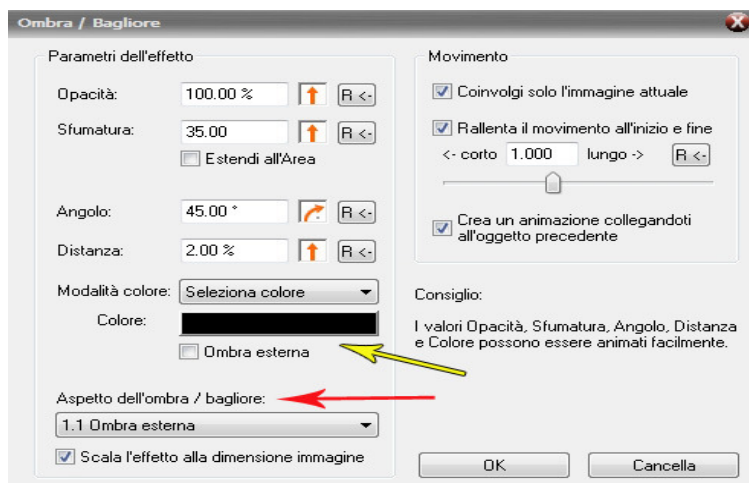 Ombra / Bagliore
Parametri dell'effetto
Opacità: 100.00 % R <-
Sfumatura: 35.00 R <-
Estendi all'Area
Angolo: 45.00 ° R <-
Distanza: 2.00 % R <-
Modalità colore: Seleziona colore
Colore:
Ombra esterna
Aspetto dell'ombra / bagliore:
1.1 Ombra esterna
Scala l'effetto alla dimensione immagine
Movimento
Coinvolgi solo l'immagine attuale
Rallenta il movimento all'inizio e fine
<- corto 1.000 lungo -> R <-
Crea un animazione collegandoti
all'oggetto precedente
Consiglio:
I valori Opacità, Sfumatura, Angolo, Distanza
e Colore possono essere animati facilmente.
OK Cancella